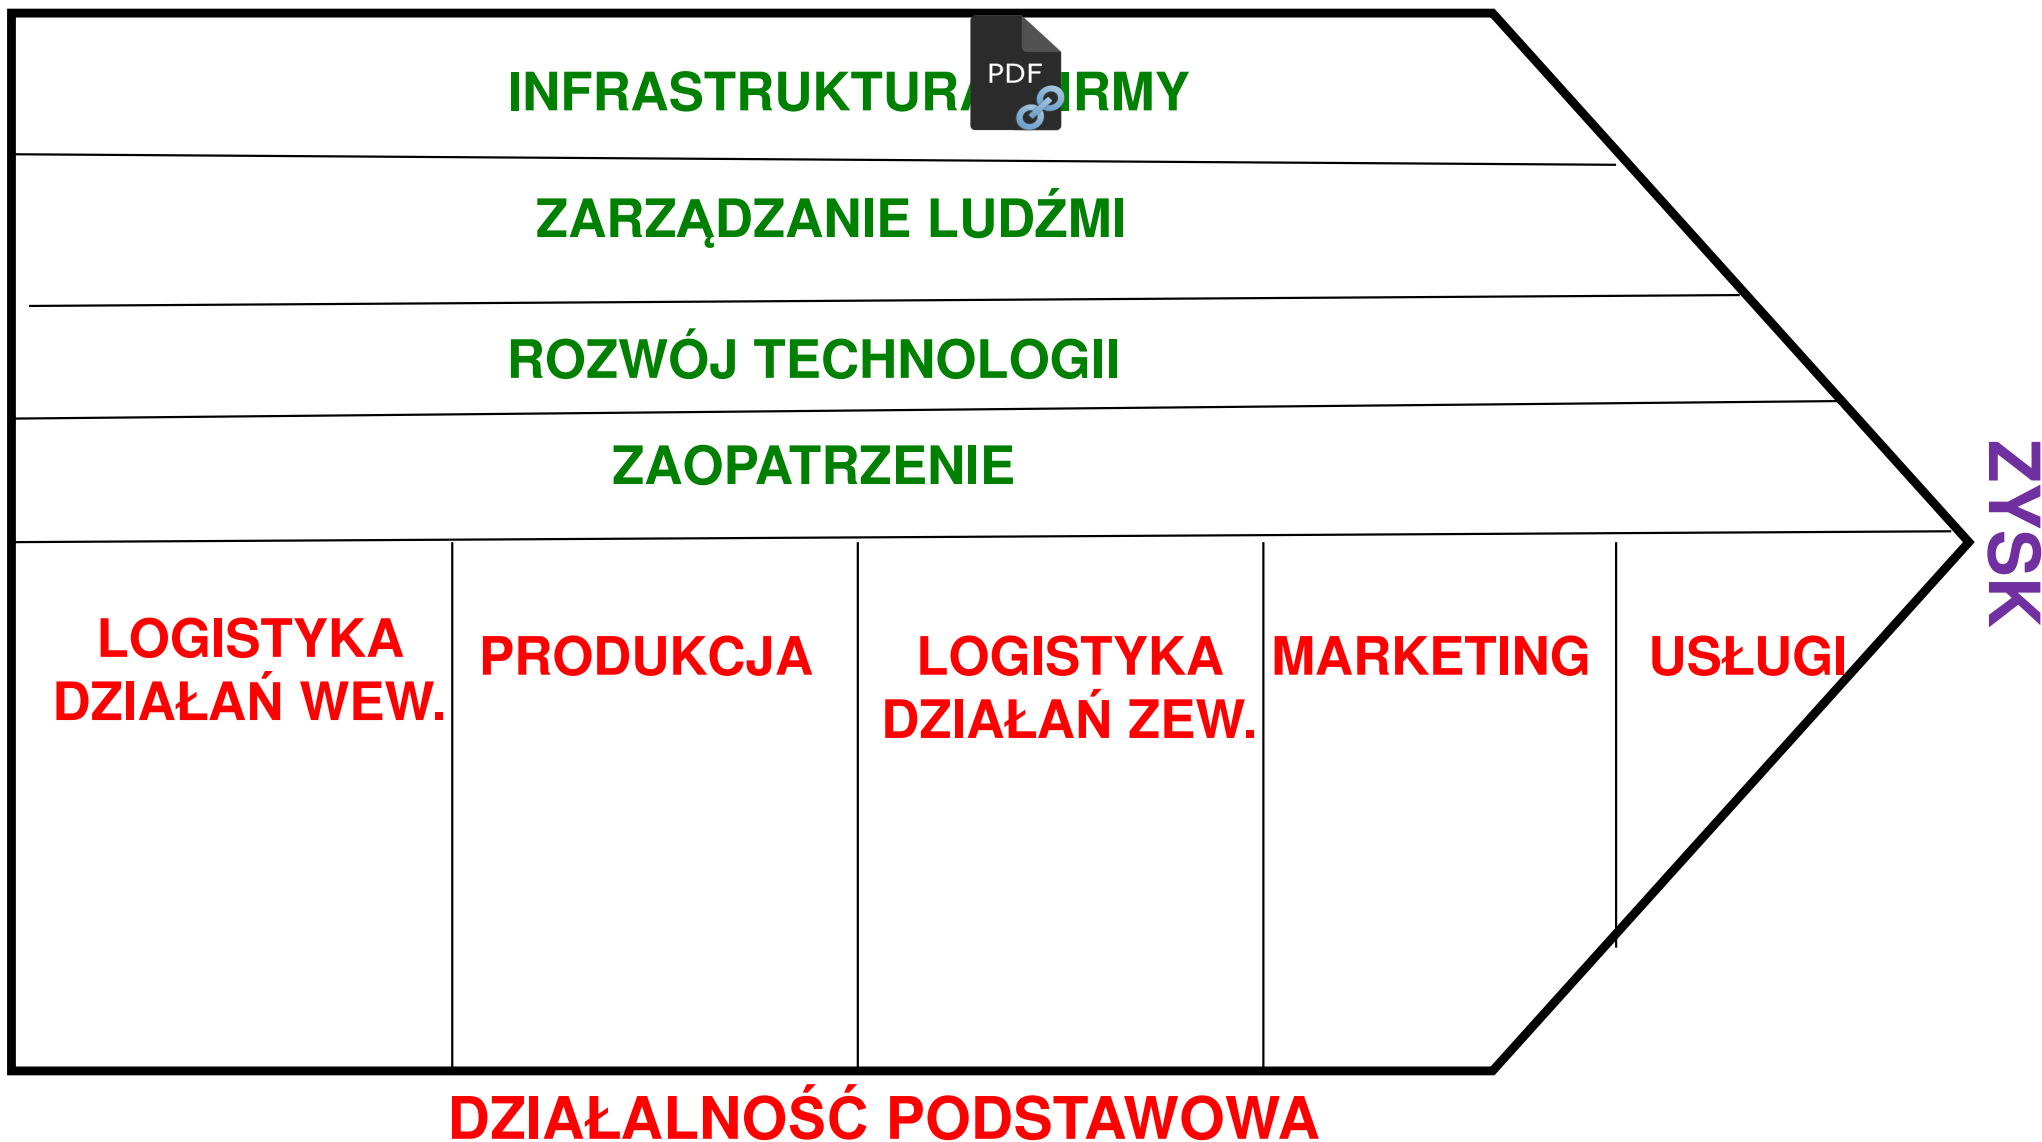 INFRASTRUKTURA IRMY
PDF
ZARZĄDZANIE LUDŹMI
ROZWÓJ TECHNOLOGII
ZAOPATRZENIE
ZYSK
LOGISTYKA
DZIAŁAŃ WEW.
PRODUKCJA
LOGISTYKA
DZIAŁAŃ ZEW.
MARKETING
USŁUGI
DZIAŁALNOŚĆ PODSTAWOWA